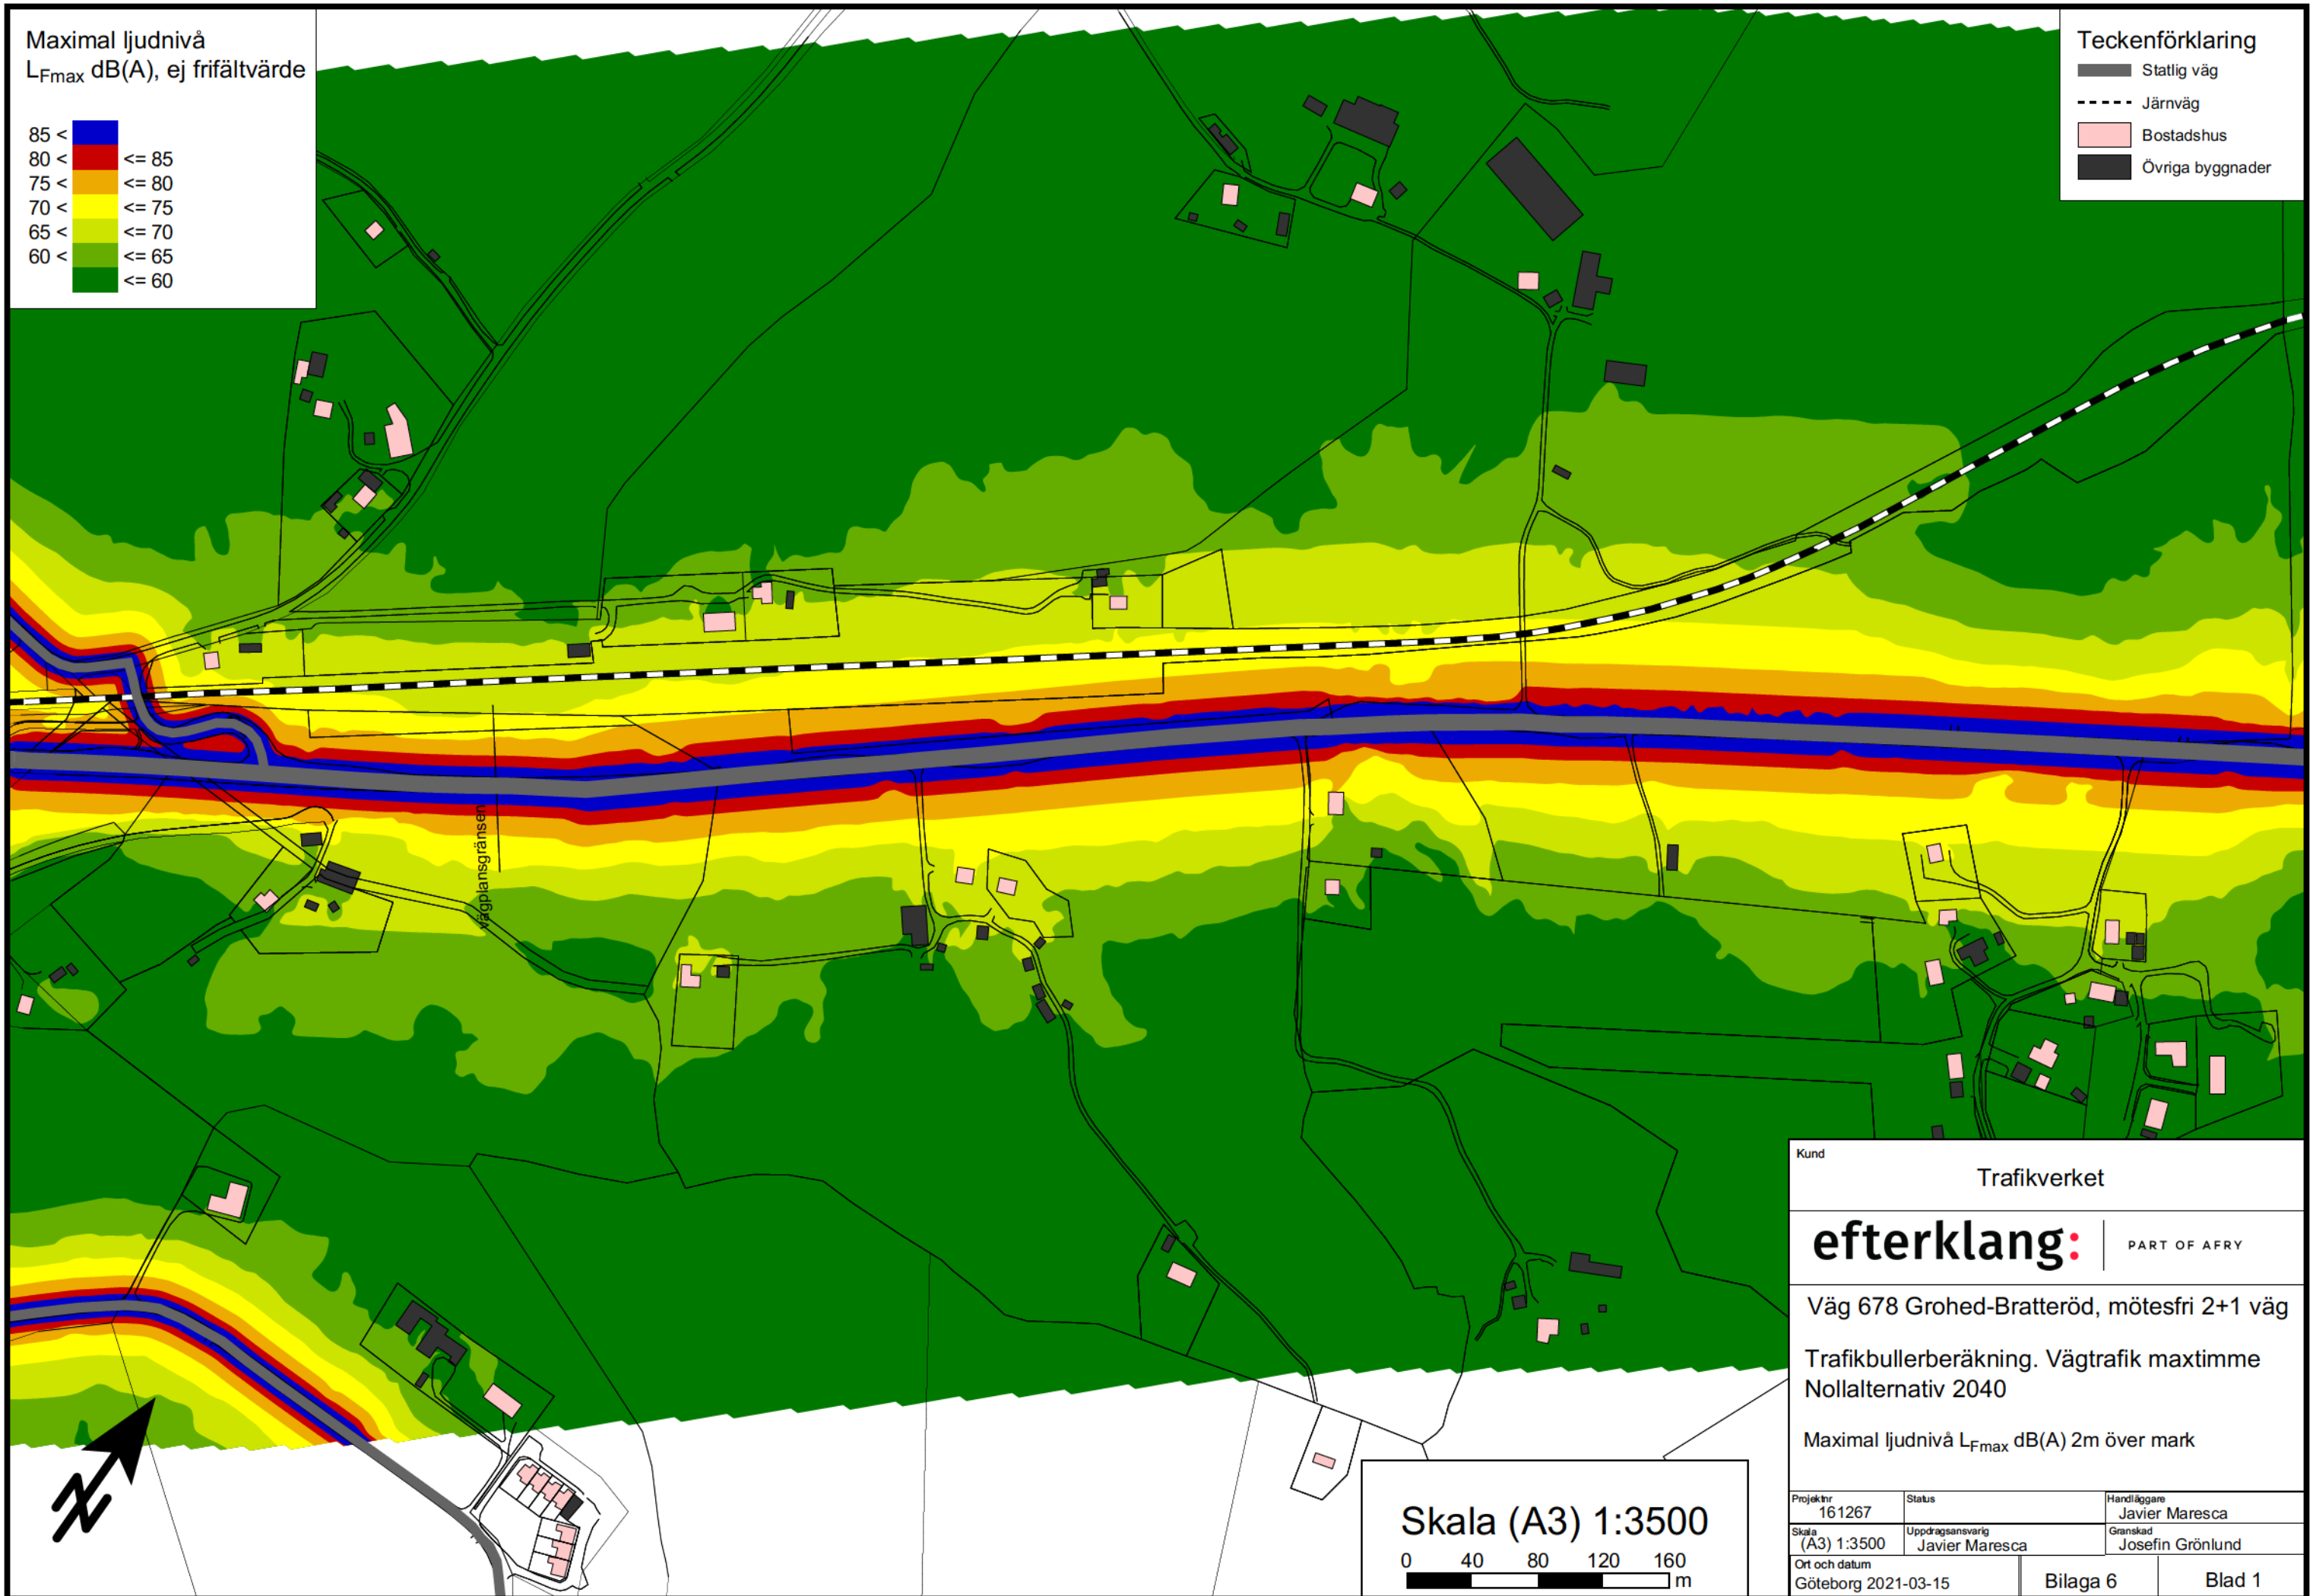 Maximal ljudnivå
LFmax dB(A), ej frifältvärde
85 <
80 < <= 85
75 < <= 80
70 < <= 75
65 < <= 70
60 < <= 65
<= 60
Teckenförklaring
Statlig väg
Järnväg
Bostadshus
Övriga byggnader
vägplansgränsen
N
Skala (A3) 1:3500
0 40 80 120 160
m
Kund
Trafikverket
efterklang: PART OF AFRY
Väg 678 Grohed-Bratteröd, mötesfri 2+1 väg
Trafikbullerberäkning. Vägtrafik maxtimme
Nollalternativ 2040
Maximal ljudnivå LFmax dB(A) 2m över mark
Projektnr Status Handläggare
161267 Javier Maresca
Skala Uppdragsansvarig Granskad
(A3) 1:3500 Javier Maresca Josefin Grönlund
Ort och datum
Göteborg 2021-03-15 Bilaga 6 Blad 1